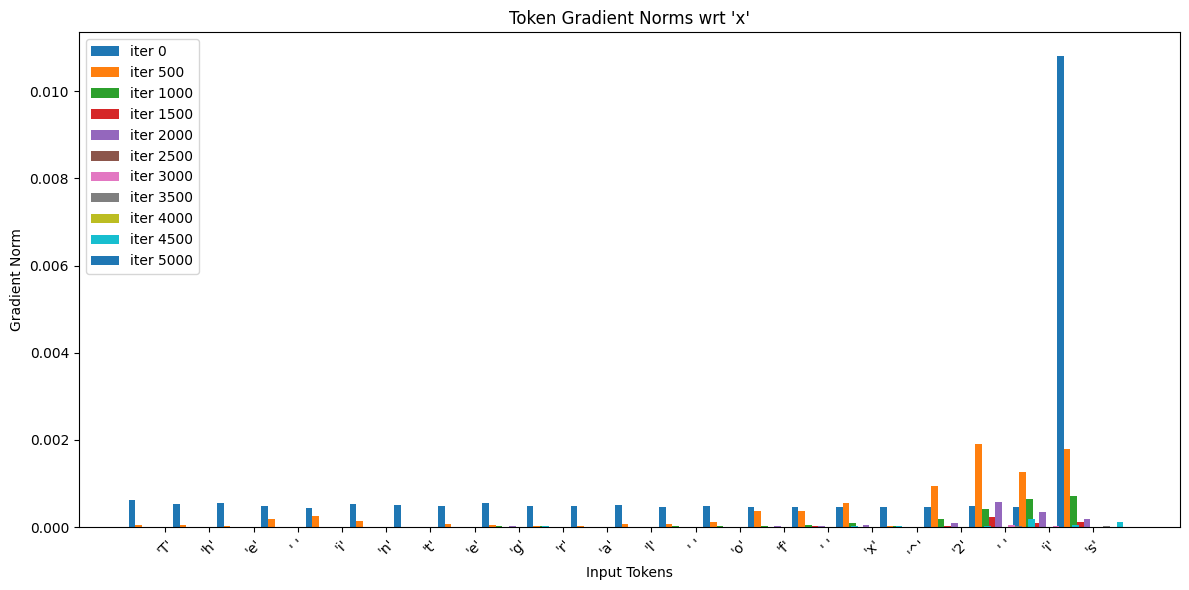 Token Gradient Norms wrt 'x'
iter 0
iter 500
iter 1000
iter 1500
iter 2000
iter 2500
iter 3000
iter 3500
iter 4000
iter 4500
iter 5000
0.010
0.008
0.006
0.004
0.002
0.000
Gradient Norm
'T' 'h' 'e' ' ' 'i' 'n' 't' 'e' 'g' 'r' 'a' 'l' ' ' 'o' 'f' ' ' 'x' '^' '2' ' ' 'i' 's'
Input Tokens